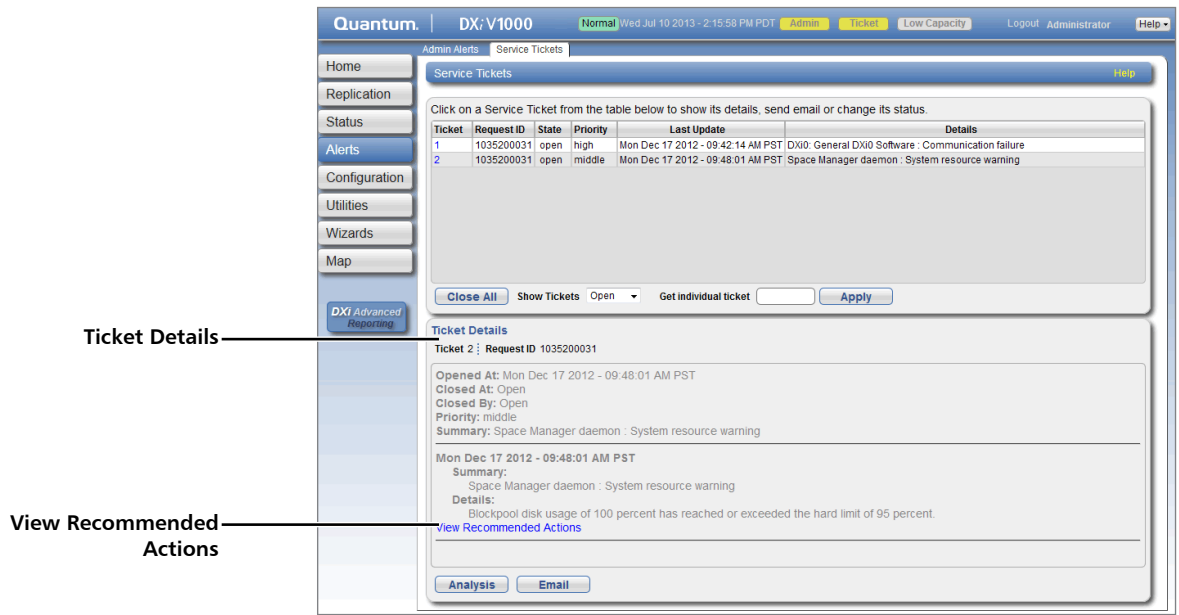 Quantum. DXi V1000 Normal Wed Jul 10 2013 - 2:15:58 PM PDT Admin Ticket Low Capacity Logout Administrator Help
Admin Alerts Service Tickets
Home
Replication
Status
Alerts
Configuration
Utilities
Wizards
Map
DXi Advanced
Reporting
Service Tickets Help
Click on a Service Ticket from the table below to show its details, send email or change its status.
Ticket Request ID State Priority Last Update Details
1 1035200031 open high Mon Dec 17 2012 - 09:42:14 AM PST DXi0: General DXi0 Software : Communication failure
2 1035200031 open middle Mon Dec 17 2012 - 09:48:01 AM PST Space Manager daemon : System resource warning
Close All Show Tickets Open Get individual ticket Apply
Ticket Details
Ticket Details
Ticket 2 Request ID 1035200031
Opened At: Mon Dec 17 2012 - 09:48:01 AM PST
Closed At: Open
Closed By: Open
Priority: middle
Summary: Space Manager daemon : System resource warning
Mon Dec 17 2012 - 09:48:01 AM PST
Summary:
Space Manager daemon : System resource warning
Details:
Blockpool disk usage of 100 percent has reached or exceeded the hard limit of 95 percent.
View Recommended Actions
View Recommended
Actions
Analysis Email